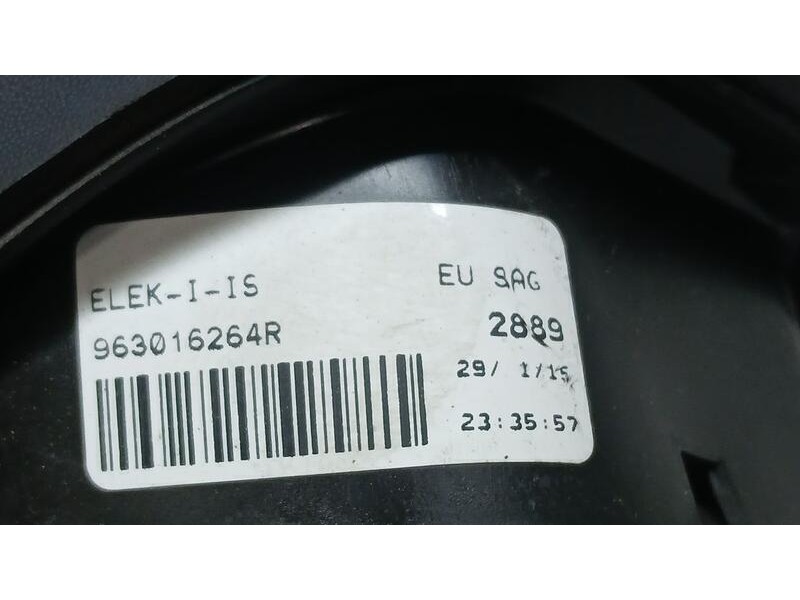 ELEK-I-IS
EU SAG
963016264R
2889
29/ 1/15
23:35:57